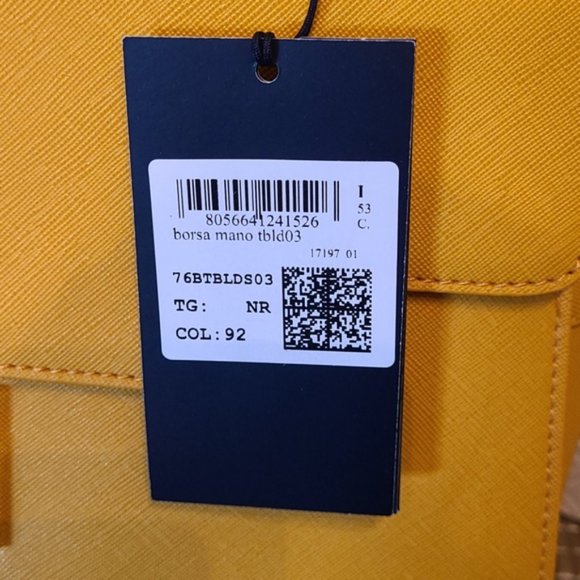 I
53
C.
8056641241526
borsa mano tbld03
17197 01
76BTBLDS03
TG: NR
COL: 92